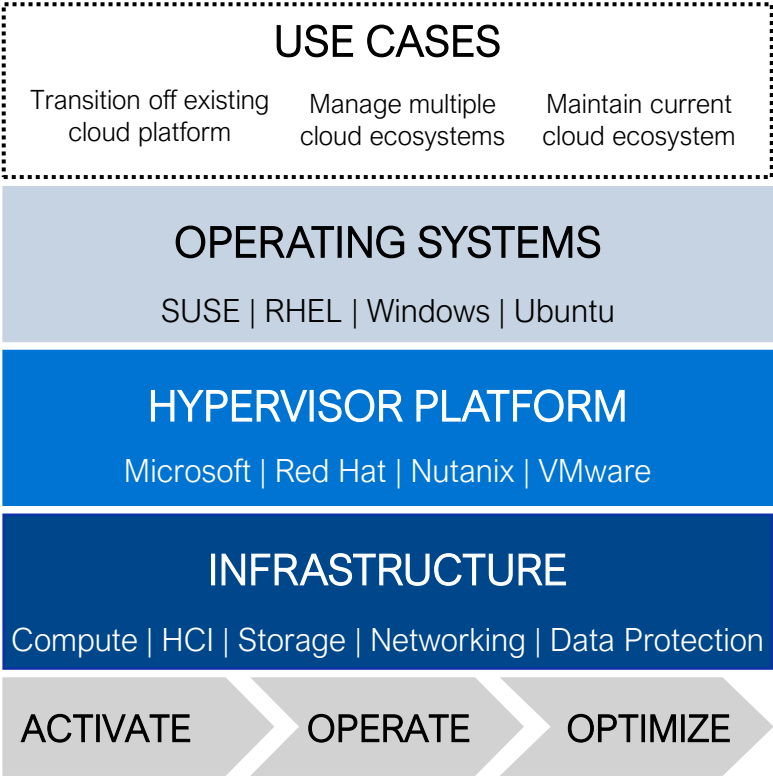 USE CASES
Transition off existing
cloud platform
Manage multiple
cloud ecosystems
Maintain current
cloud ecosystem
OPERATING SYSTEMS
SUSE | RHEL | Windows | Ubuntu
HYPERVISOR PLATFORM
Microsoft | Red Hat | Nutanix | VMware
INFRASTRUCTURE
Compute | HCI | Storage | Networking | Data Protection
ACTIVATE
OPERATE
OPTIMIZE